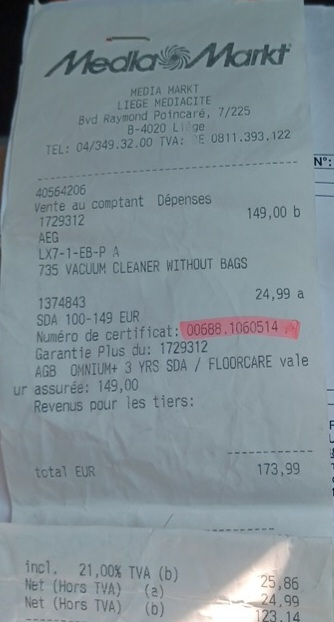 Media Markt
MEDIA MARKT
LIEGE MEDIACITE
Bvd Raymond Poincaré, 7/225
B-4020 Liège
TEL: 04/349.32.00 TVA: BE 0811.393.122
N°:
40564206
Vente au comptant Dépenses
1729312 149,00 b
AEG
LX7-1-EB-P A
735 VACUUM CLEANER WITHOUT BAGS
1374843 24,99 a
SDA 100-149 EUR
Numéro de certificat: 00688.1060514
Garantie Plus du: 1729312
AGB OMNIUM+ 3 YRS SDA / FLOORCARE vale
ur assurée: 149,00
Revenus pour les tiers:
total EUR 173,99
incl. 21,00% TVA (b) 25,86
Net (Hors TVA) (a) 24,99
Net (Hors TVA) (b) 123,14